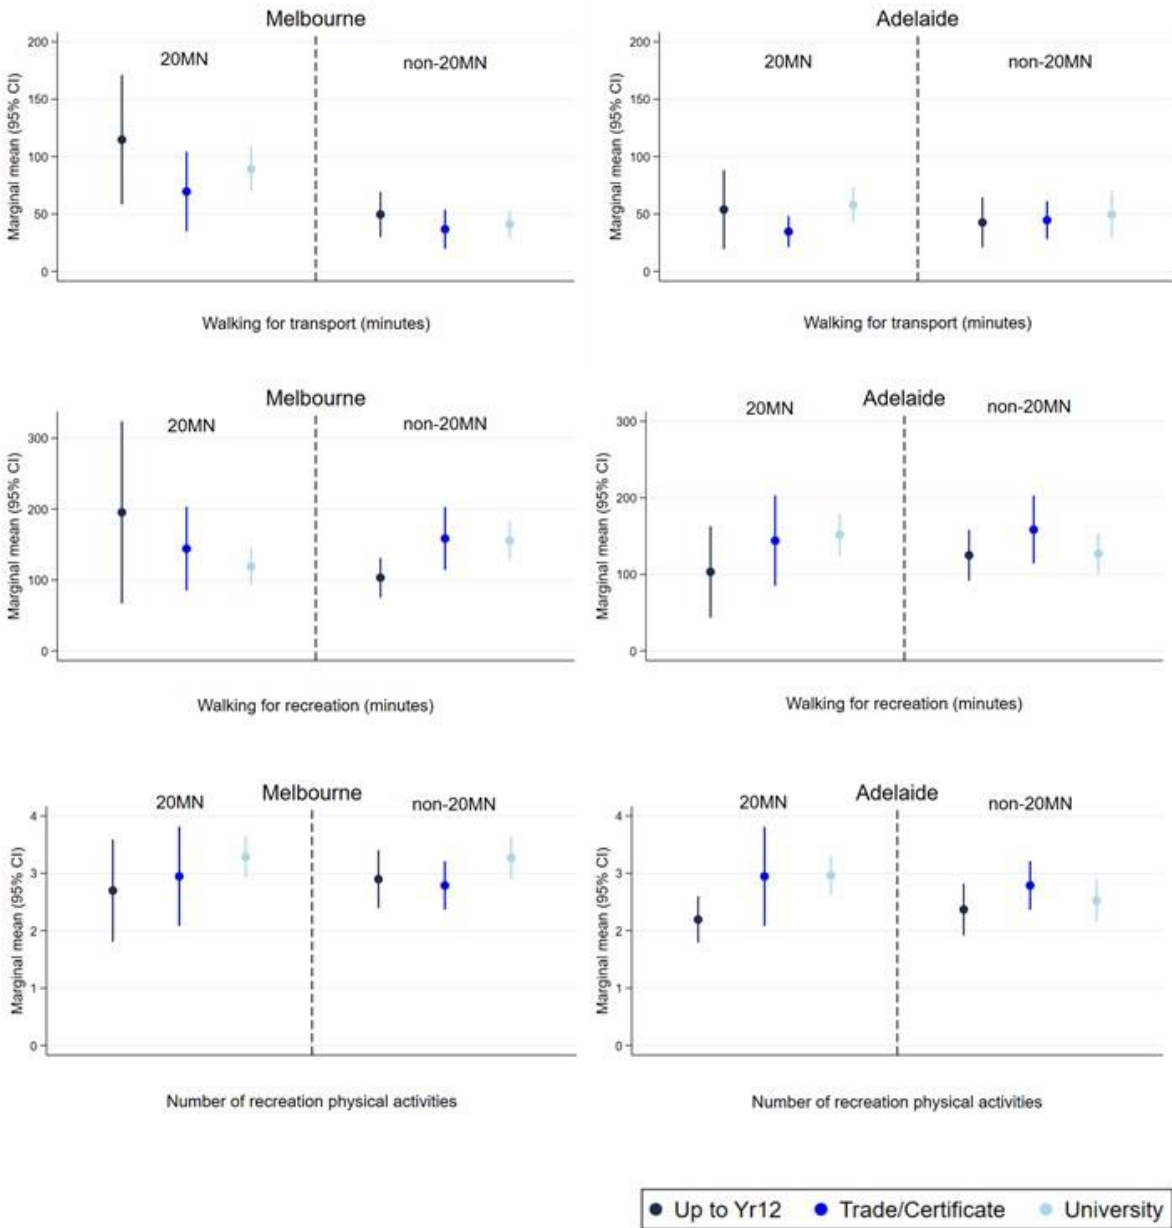 Melbourne
20MN
non-20MN
Marginal mean (95% CI)
200
150
100
50
0
Walking for transport (minutes)
Adelaide
20MN
non-20MN
Marginal mean (95% CI)
200
150
100
50
0
Walking for transport (minutes)
Melbourne
20MN
non-20MN
Marginal mean (95% CI)
300
200
100
0
Walking for recreation (minutes)
Adelaide
20MN
non-20MN
Marginal mean (95% CI)
300
200
100
0
Walking for recreation (minutes)
Melbourne
20MN
non-20MN
Marginal mean (95% CI)
4
3
2
1
0
Number of recreation physical activities
Adelaide
20MN
non-20MN
Marginal mean (95% CI)
4
3
2
1
0
Number of recreation physical activities
Up to Yr12 Trade/Certificate University